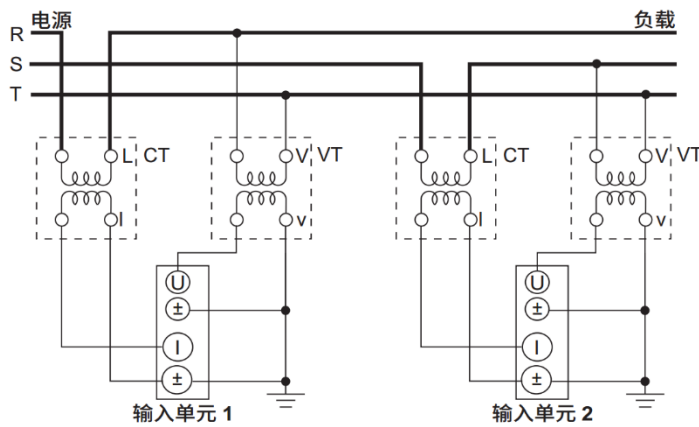 电源 负载
R
S
T
L CT V VT L CT V VT
l v l v
U U
± ±
I I
± ±
输入单元 1 输入单元 2